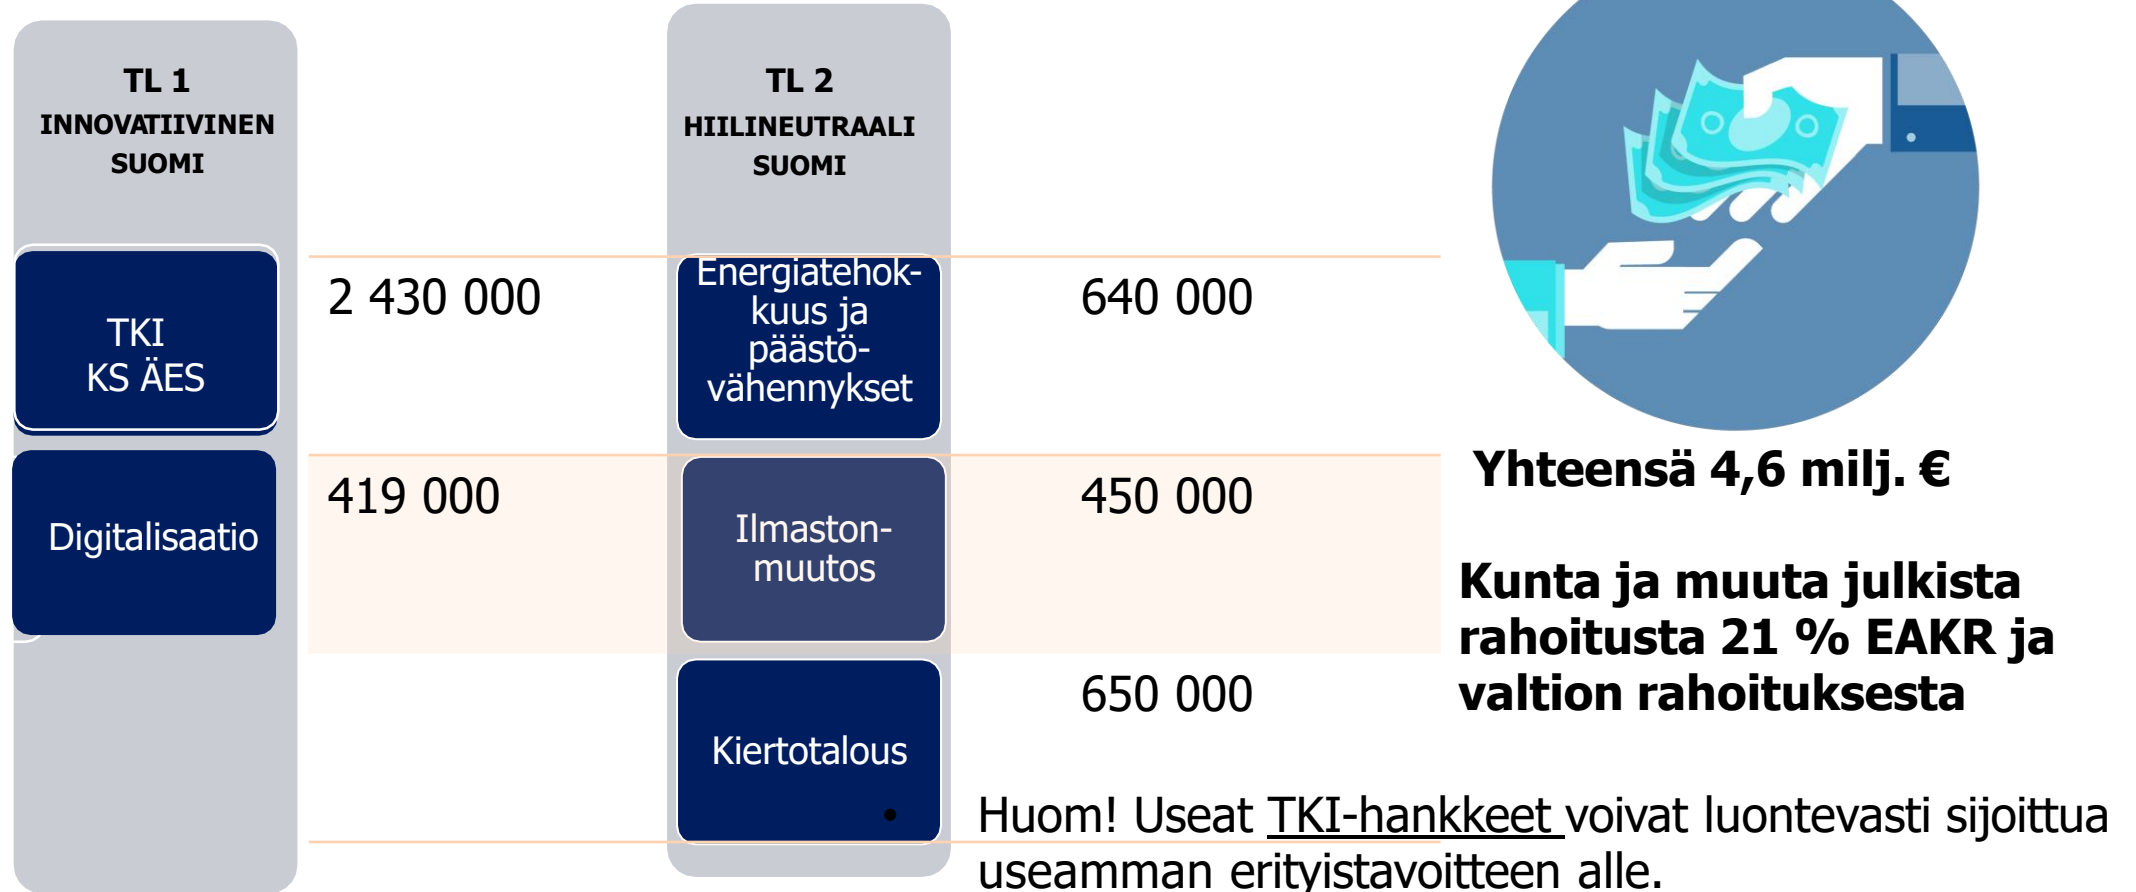 TL 1
INNOVATIIVINEN
SUOMI
TKI
KS ÄES
2 430 000
Digitalisaatio
419 000
TL 2
HIILINEUTRAALI
SUOMI
Energiatehok-
kuus ja
päästö-
vähennykset
640 000
Ilmaston-
muutos
450 000
Kiertotalous
650 000
Yhteensä 4,6 milj. €
Kunta ja muuta julkista
rahoitusta 21 % EAKR ja
valtion rahoituksesta
• Huom! Useat TKI-hankkeet voivat luontevasti sijoittua
useamman erityistavoitteen alle.